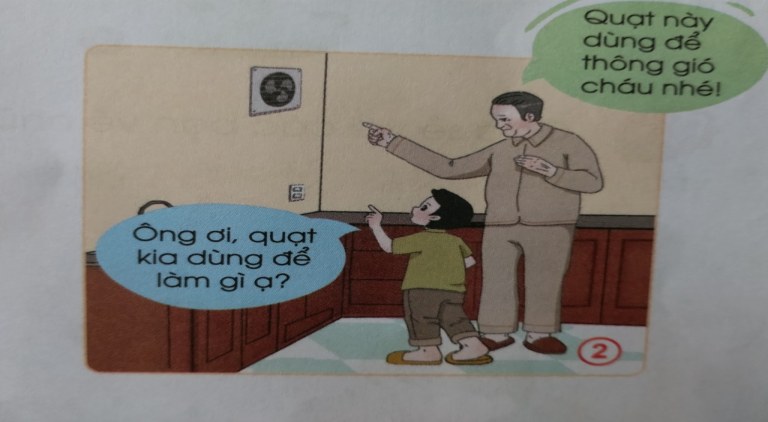 Quạt này
dùng để
thông gió
cháu nhé!
Ông ơi, quạt
kia dùng để
làm gì ạ?
2